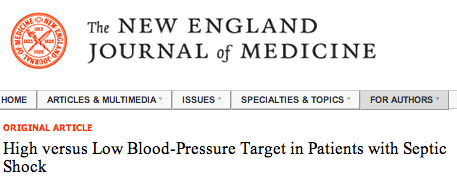 The NEW ENGLAND
JOURNAL of MEDICINE
HOME ARTICLES & MULTIMEDIA ISSUES SPECIALTIES & TOPICS FOR AUTHORS
ORIGINAL ARTICLE
High versus Low Blood-Pressure Target in Patients with Septic
Shock